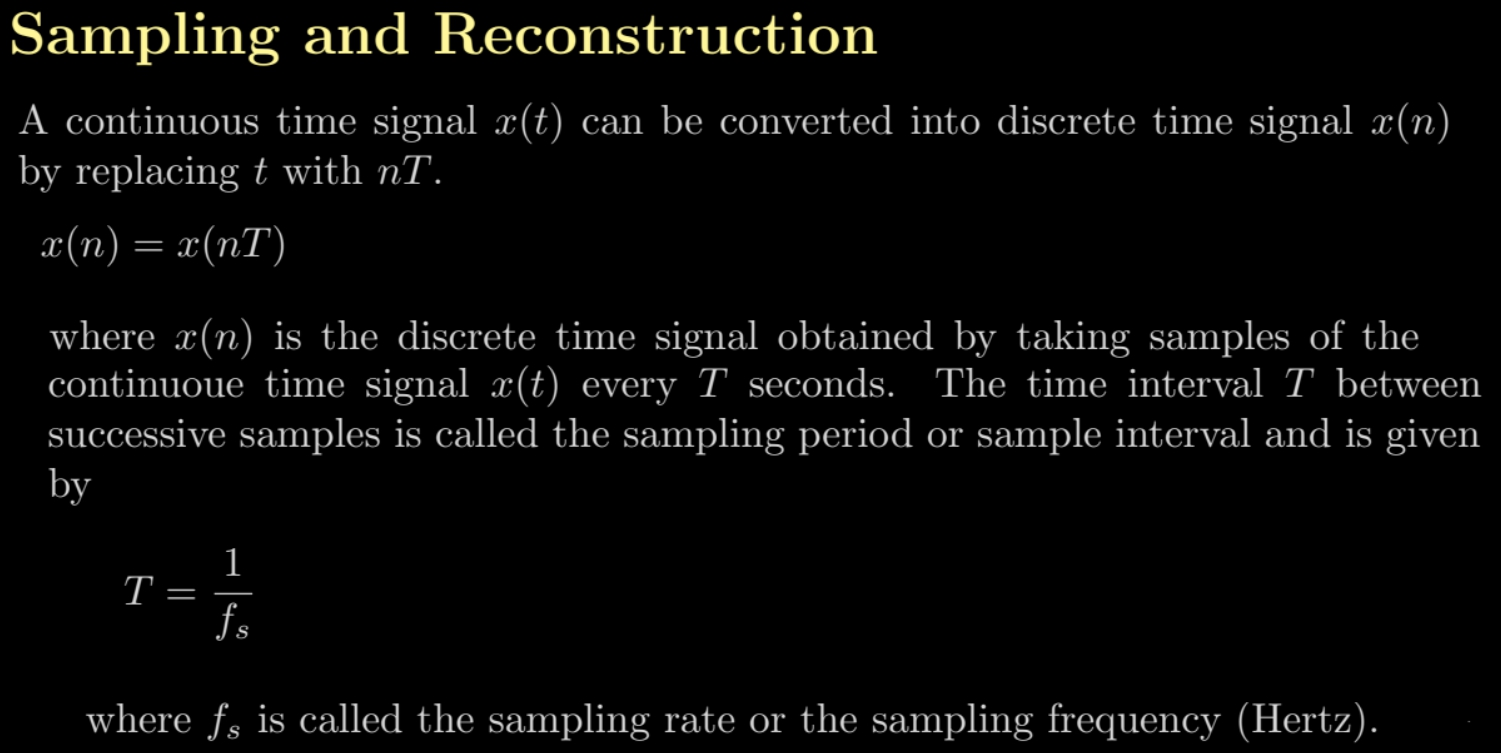 Sampling and Reconstruction
A continuous time signal x(t) can be converted into discrete time signal x(n)
by replacing t with nT.
x(n) = x(nT)
where x(n) is the discrete time signal obtained by taking samples of the
continuoue time signal x(t) every T seconds. The time interval T between
successive samples is called the sampling period or sample interval and is given
by
T = 1/f_s
where f_s is called the sampling rate or the sampling frequency (Hertz).